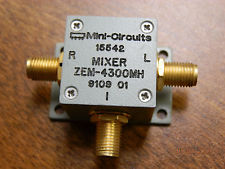 Mini-Circuits
15542
R L
MIXER
ZEM-4300MH
9109 01
I